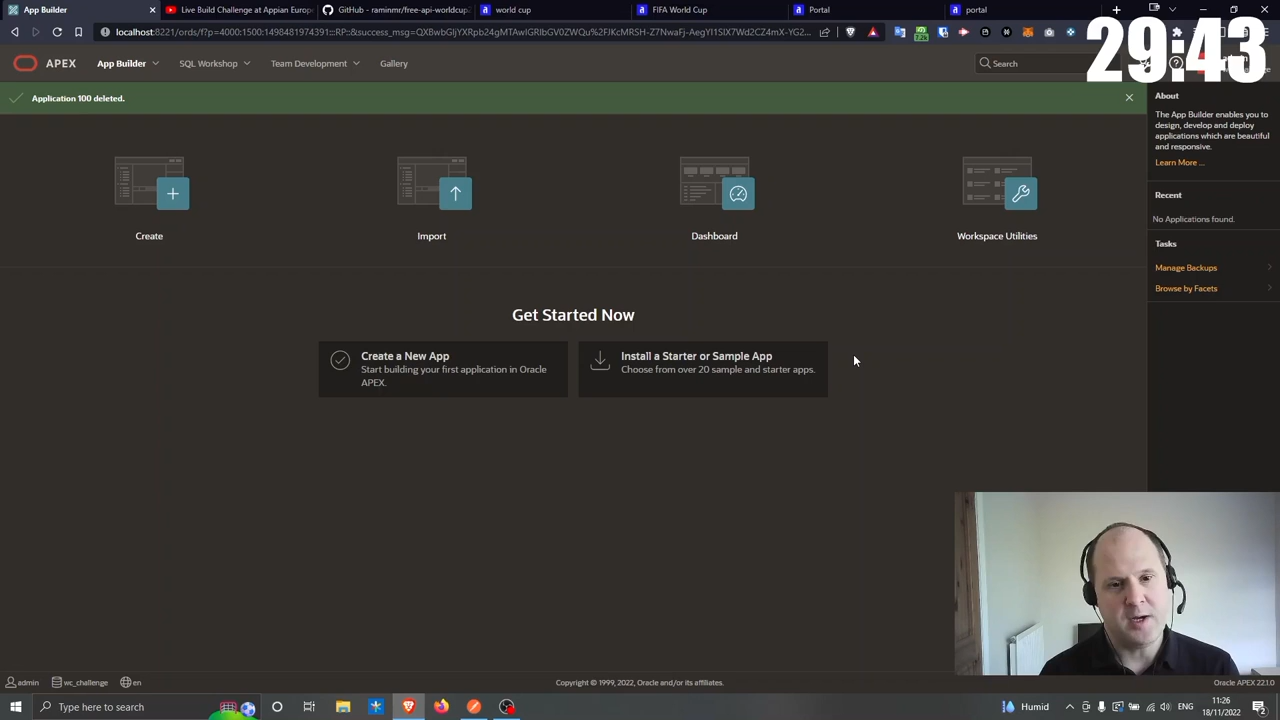 App Builder
Live Build Challenge at Appian Europe
GitHub - raminmr/free-api-worldcup2
world cup
FIFA World Cup
Portal
portal
29:43
APEX
App Builder
SQL Workshop
Team Development
Gallery
Search
Application 100 deleted.
Create
Import
Dashboard
Workspace Utilities
Get Started Now
Create a New App
Start building your first application in Oracle
APEX.
Install a Starter or Sample App
Choose from over 20 sample and starter apps.
About
The App Builder enables you to
design, develop and deploy
applications which are beautiful
and responsive.
Learn More ...
Recent
No Applications found.
Tasks
Manage Backups
Browse by Facets
admin
wc_challenge
en
Copyright © 1999, 2022, Oracle and/or its affiliates.
Oracle APEX 22.1.0
Type here to search
Humid
ENG
11:26
18/11/2022
2